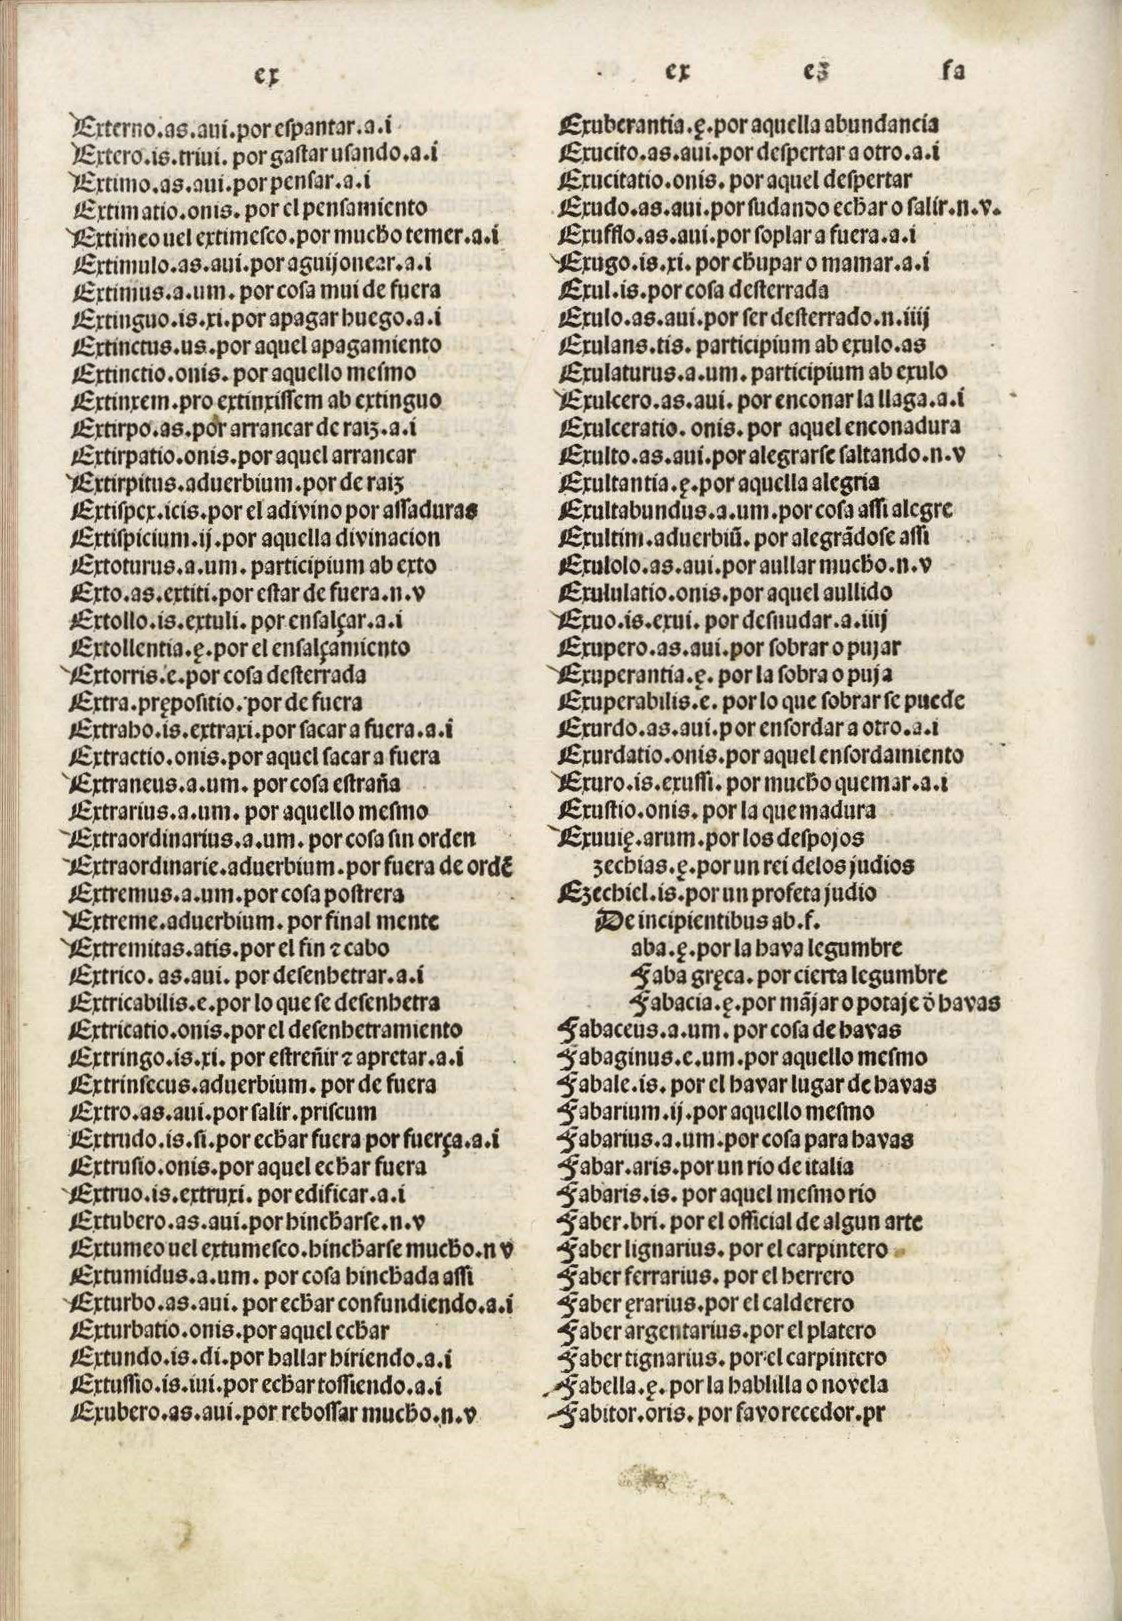 ex
ex eʒ fa
Externo.as.aui.por espantar.a.i
Extero.is.triui. por gastar usando.a.i
Extimo.as.aui.por pensar.a.i
Extimatio.onis. por el pensamiento
Extimeo uel extimesco.por mucho temer.a.i
Extimulo.as.aui.por aguijonear.a.i
Extimus.a.um. por cosa mui de fuera
Extinguo.is.xi.por apagar huego.a.i
Extinctus.us.por aquel apagamiento
Extinctio.onis. por aquello mesmo
Extinxem.pro extinxissem ab extinguo
Extirpo.as.por arrancar de raiz.a.i
Extirpatio.onis.por aquel arrancar
Extirpitus.aduerbium.por de raiz
Extispex.icis.por el adivino por assaduras
Extispicium.ij.por aquella divinacion
Extoturus.a.um. participium ab exto
Exto.as.extiti.por estar de fuera.n.v
Extollo.is.extuli. por ensalçar.a.i
Extollentia.ę.por el ensalçamiento
Extorris.e.por cosa desterrada
Extra.prępositio.por de fuera
Extraho.is.extraxi.por sacar a fuera.a.i
Extractio.onis.por aquel sacar a fuera
Extraneus.a.um. por cosa estraña
Extrarius.a.um. por aquello mesmo
Extraordinarius.a.um. por cosa sin orden
Extraordinarie.aduerbium.por fuera de ordẽ
Extremus.a.um.por cosa postrera
Extreme.aduerbium. por final mente
Extremitas.atis.por el fin ⁊ cabo
Extrico. as.aui. por desenhetrar.a.i
Extricabilis.e.por lo que se desenhetra
Extricatio.onis.por el desenhetramiento
Extringo.is.xi. por estreñir ⁊ apretar.a.i
Extrinsecus.aduerbium. por de fuera
Extro.as.aui.por salir.priscum
Extrudo.is.si.por echar fuera por fuerça.a.i
Extrusio.onis.por aquel echar fuera
Extruo.is.extruxi. por edificar.a.i
Extubero.as.aui.por hincharse.n.v
Extumeo uel extumesco.hincharse mucho.n v
Extumidus.a.um. por cosa hinchada assi
Exturbo.as.aui. por echar confundiendo.a.i
Exturbatio.onis.por aquel echar
Extundo.is.di.por hallar hiriendo.a.i
Extussio.is.iui.por echar tossiendo.a.i
Exubero.as.aui.por rebossar mucho.n.v
Exuberantia.ę.por aquella abundancia
Exucito.as.aui.por despertar a otro.a.i
Exucitatio.onis. por aquel despertar
Exudo.as.aui.por sudando echar o salir.n.v.
Exufflo.as.aui.por soplar a fuera.a.i
Exugo.is.xi. por chupar o mamar.a.i
Exul.is.por cosa desterrada
Exulo.as.aui.por ser desterrado.n.iiij
Exulans.tis. participium ab exulo.as
Exulaturus.a.um. participium ab exulo
Exulcero.as.aui. por enconar la llaga.a.i
Exulceratio. onis.por aquel enconadura
Exulto.as.aui.por alegrarse saltando.n.v
Exultantia.ę.por aquella alegria
Exultabundus.a.um.por cosa assi alegre
Exultim.aduerbiũ. por alegrãdose assi
Exulolo.as.aui.por aullar mucho.n.v
Exululatio.onis.por aquel aullido
Exuo.is.exui. por desnudar.a.iiij
Exupero.as.aui.por sobrar o pujar
Exuperantia.ę. por la sobra o puja
Exuperabilis.e. por lo que sobrar se puede
Exurdo.as.aui.por ensordar a otro.a.i
Exurdatio.onis.por aquel ensordamiento
Exuro.is.exussi. por mucho quemar.a.i
Exustio.onis. por la quemadura
Exuuię.arum.por los despojos
zechias.ę.por un rei delos judios
Ezechiel.is.por un profeta judio
De incipientibus ab.f.
aba.ę.por la hava legumbre
Faba gręca.por cierta legumbre
Fabacia.ę.por mãjar o potaje õ havas
Fabaceus.a.um. por cosa de havas
Fabaginus.e.um.por aquello mesmo
Fabale.is. por el havar lugar de havas
Fabarium.ij.por aquello mesmo
Fabarius.a.um.por cosa para havas
Fabar.aris.por un rio de italia
Fabaris.is. por aquel mesmo rio
Faber.bri. por el official de algun arte
Faber lignarius. por el carpintero
Faber ferrarius. por el herrero
Faber ęrarius.por el calderero
Faber argentarius.por el platero
Faber tignarius. por el carpintero
Fabella.ę. por la hablilla o novela
Fabitor.oris. por favorecedor.pr